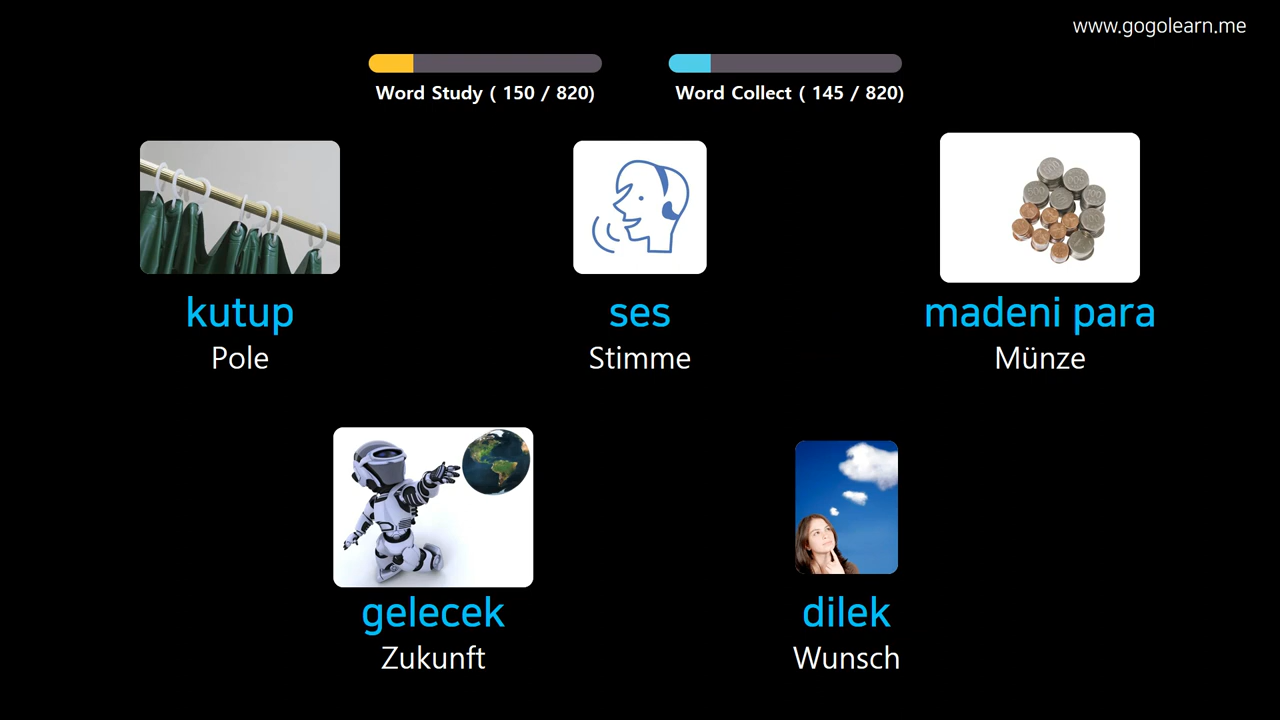 www.gogolearn.me
Word Study ( 150 / 820)
Word Collect ( 145 / 820)
kutup
Pole
ses
Stimme
madeni para
Münze
gelecek
Zukunft
dilek
Wunsch